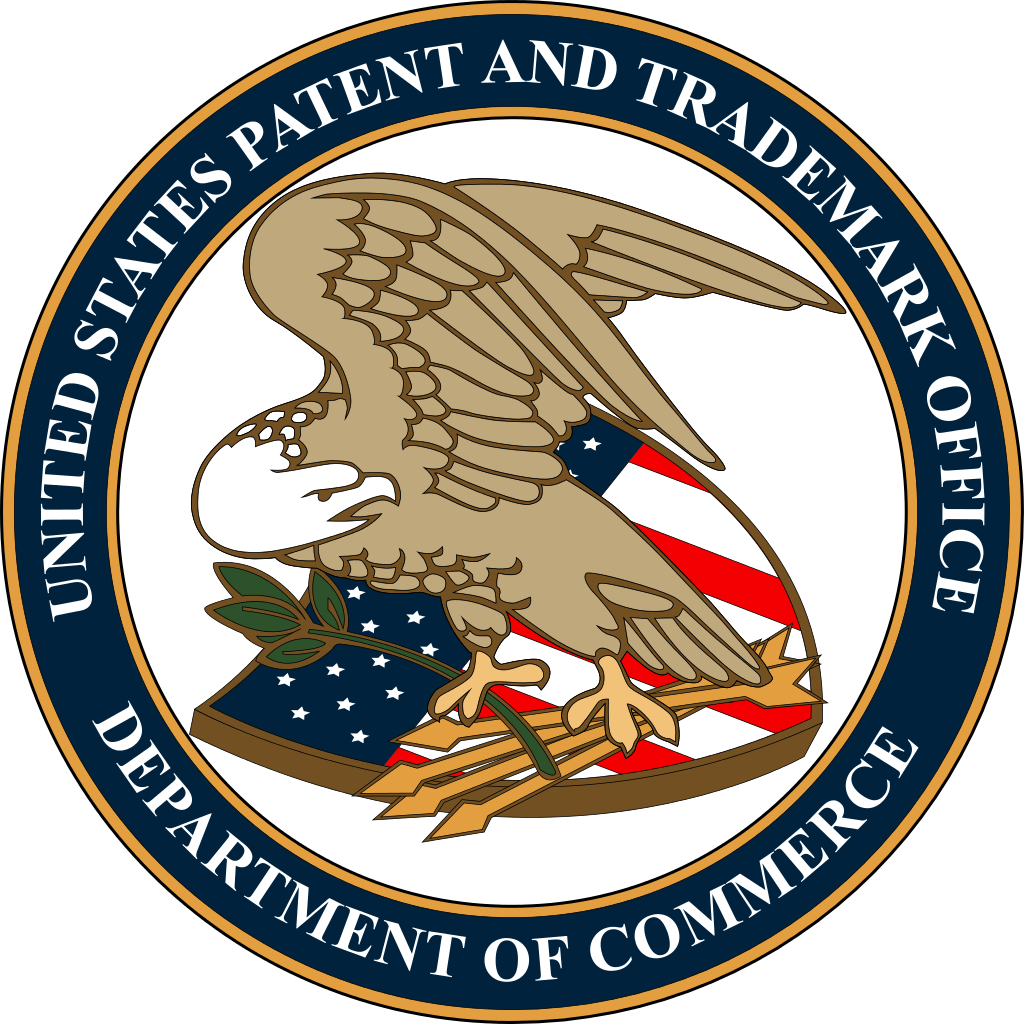 UNITED STATES PATENT AND TRADEMARK OFFICE
DEPARTMENT OF COMMERCE